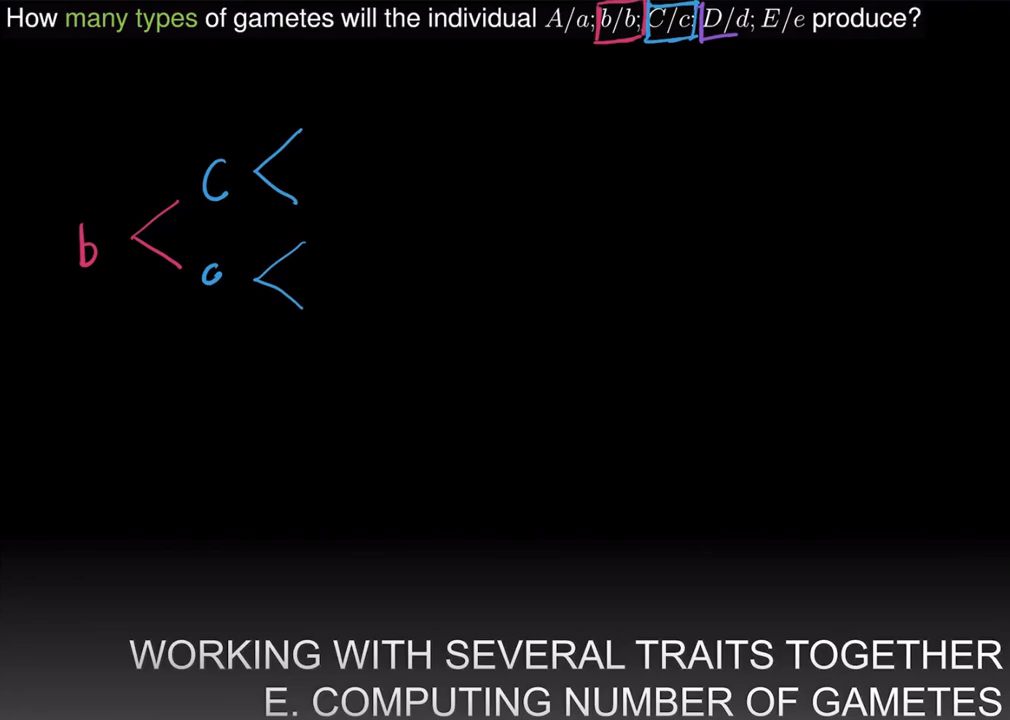 How many types of gametes will the individual A/a; b/b; C/c; D/d; E/e produce?
C
b
c
WORKING WITH SEVERAL TRAITS TOGETHER
E. COMPUTING NUMBER OF GAMETES